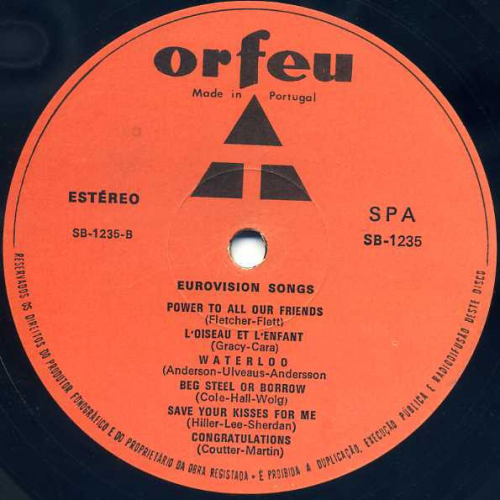 orfeu
Made in Portugal
ESTÉREO
SPA
SB-1235-B
SB-1235
EUROVISION SONGS
POWER TO ALL OUR FRIENDS
(Fletcher-Flett)
L'OISEAU ET L'ENFANT
(Gracy-Cara)
WATERLOO
(Anderson-Ulveaus-Andersson
BEG STEEL OR BORROW
(Cole-Hall-Wolg)
SAVE YOUR KISSES FOR ME
(Hiller-Lee-Sherdan)
CONGRATULATIONS
(Coutter-Martin)
RESERVADOS OS DIREITOS DO PRODUTOR FONOGRÁFICO E DO PROPRIETÁRIO DA OBRA REGISTADA • É PROIBIDA A DUPLICAÇÃO, EXECUÇÃO PÚBLICA E RADIODIFUSÃO DESTE DISCO